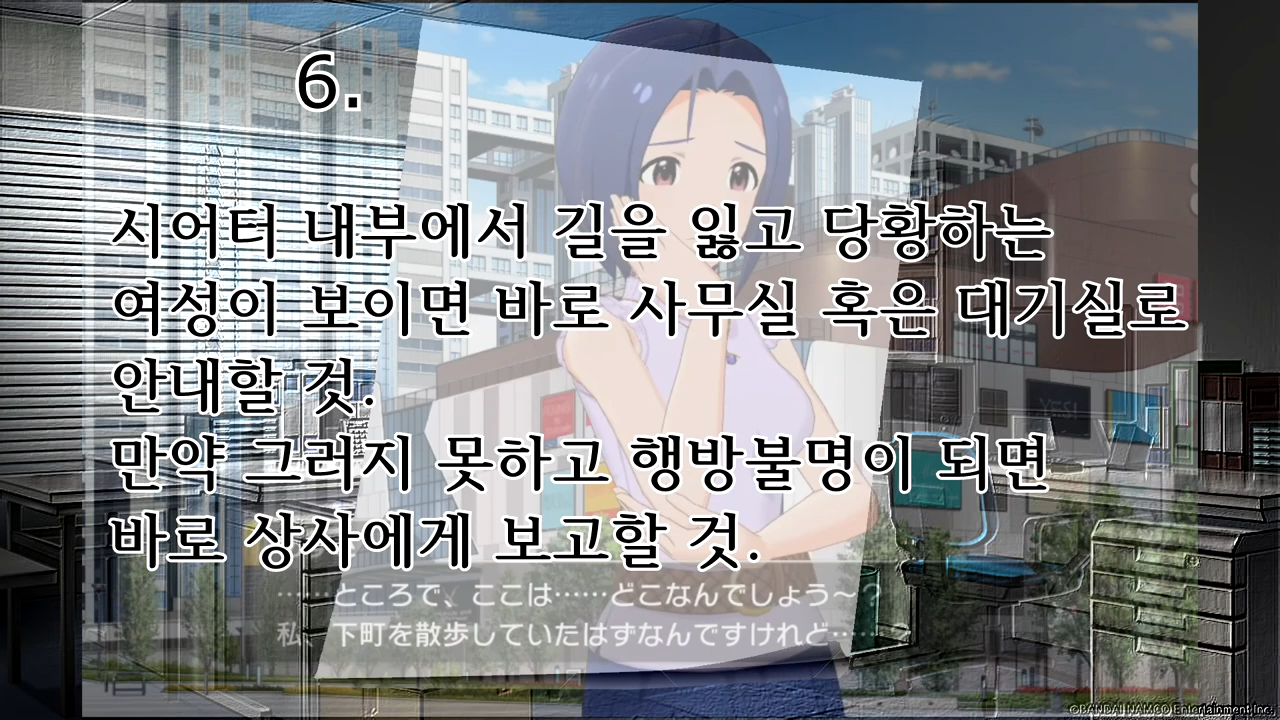 6.
시어터 내부에서 길을 잃고 당황하는
여성이 보이면 바로 사무실 혹은 대기실로
안내할 것.
만약 그러지 못하고 행방불명이 되면
바로 상사에게 보고할 것.
……ところで、ここは……どこなんでしょう～？
私、下町を散歩していたはずなんですけれど……
©BANDAI NAMCO Entertainment Inc.